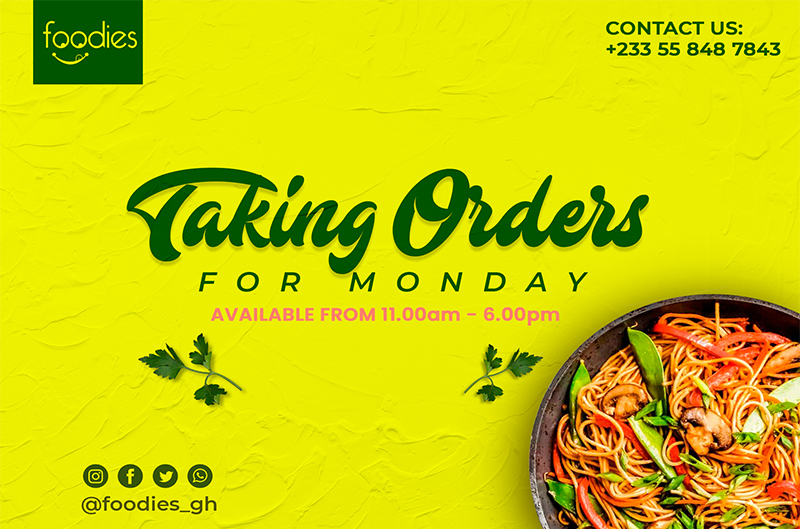 foodies
CONTACT US:
+233 55 848 7843
Taking Orders
FOR MONDAY
AVAILABLE FROM 11.00am - 6.00pm
@foodies_gh